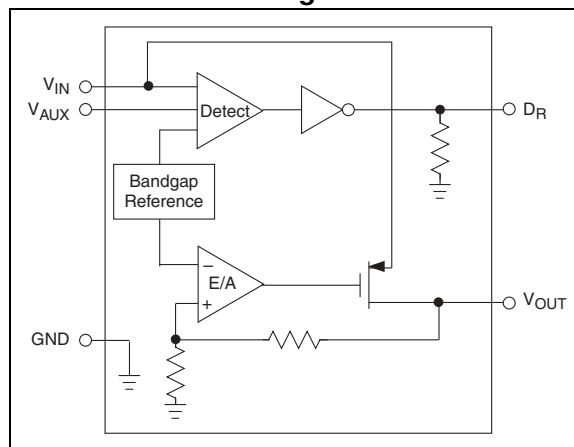 V_IN
V_AUX
Detect
D_R
Bandgap
Reference
−
E/A
+
V_OUT
GND